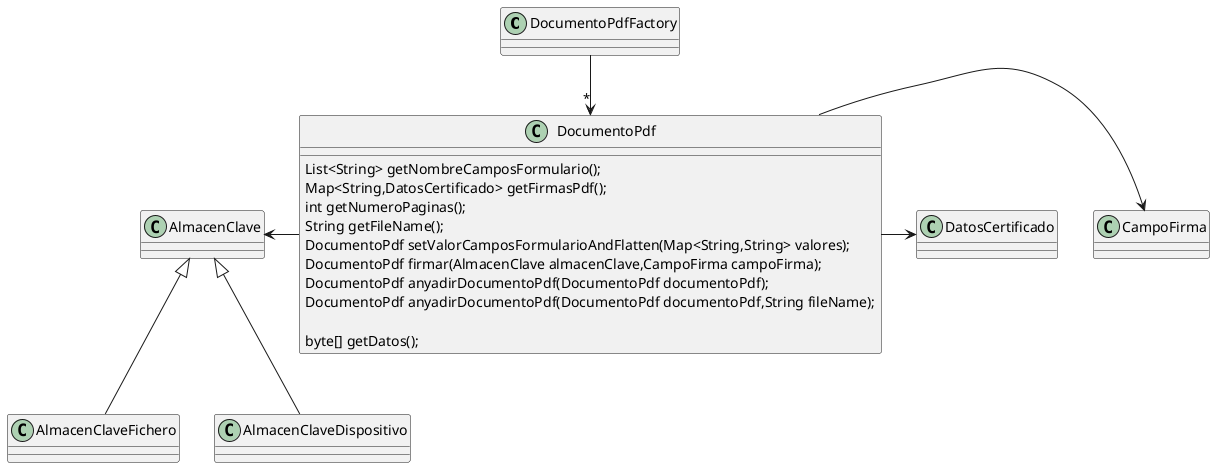 C DocumentoPdfFactory
*
C DocumentoPdf
List<String> getNombreCamposFormulario();
Map<String,DatosCertificado> getFirmasPdf();
int getNumeroPaginas();
String getFileName();
DocumentoPdf setValorCamposFormularioAndFlatten(Map<String,String> valores);
DocumentoPdf firmar(AlmacenClave almacenClave,CampoFirma campoFirma);
DocumentoPdf anyadirDocumentoPdf(DocumentoPdf documentoPdf);
DocumentoPdf anyadirDocumentoPdf(DocumentoPdf documentoPdf,String fileName);
byte[] getDatos();
C AlmacenClave
C DatosCertificado
C CampoFirma
C AlmacenClaveFichero
C AlmacenClaveDispositivo